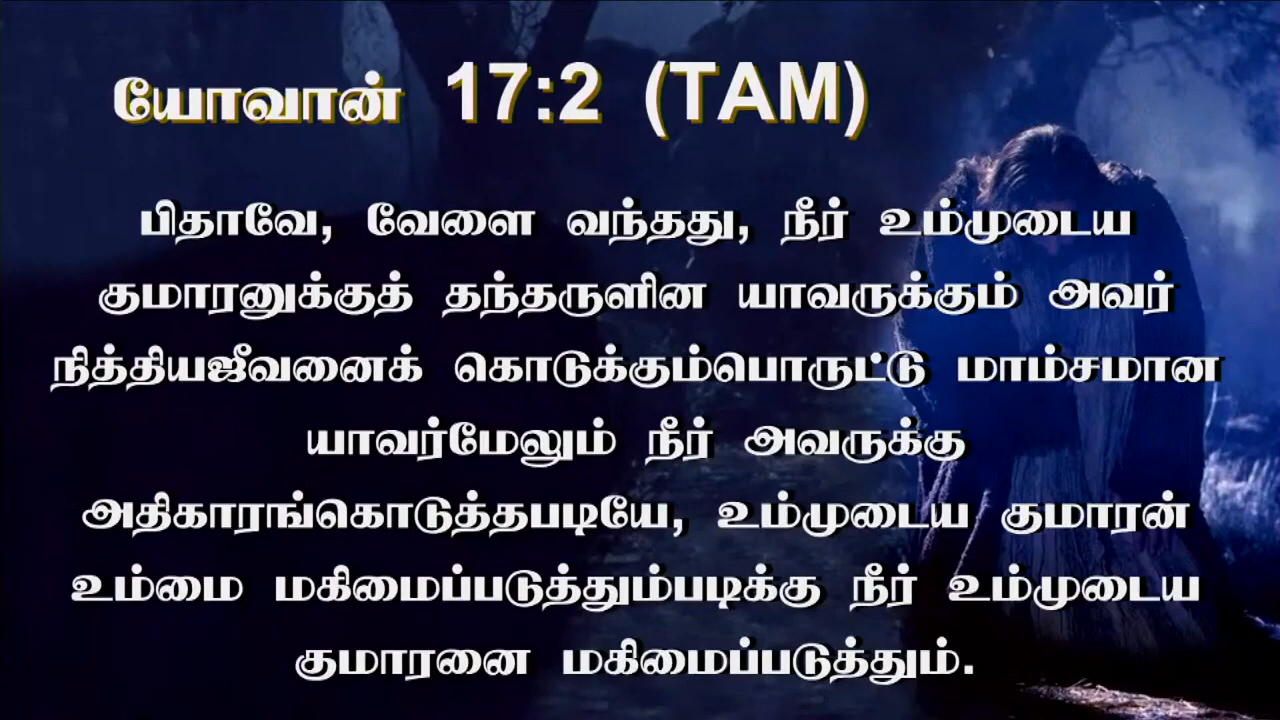 யோவான் 17:2 (TAM)
பிதாவே, வேளை வந்தது, நீர் உம்முடைய
குமாரனுக்குத் தந்தருளின யாவருக்கும் அவர்
நித்தியஜீவனைக் கொடுக்கும்பொருட்டு மாம்சமான
யாவர்மேலும் நீர் அவருக்கு
அதிகாரங்கொடுத்தபடியே, உம்முடைய குமாரன்
உம்மை மகிமைப்படுத்தும்படிக்கு நீர் உம்முடைய
குமாரனை மகிமைப்படுத்தும்.